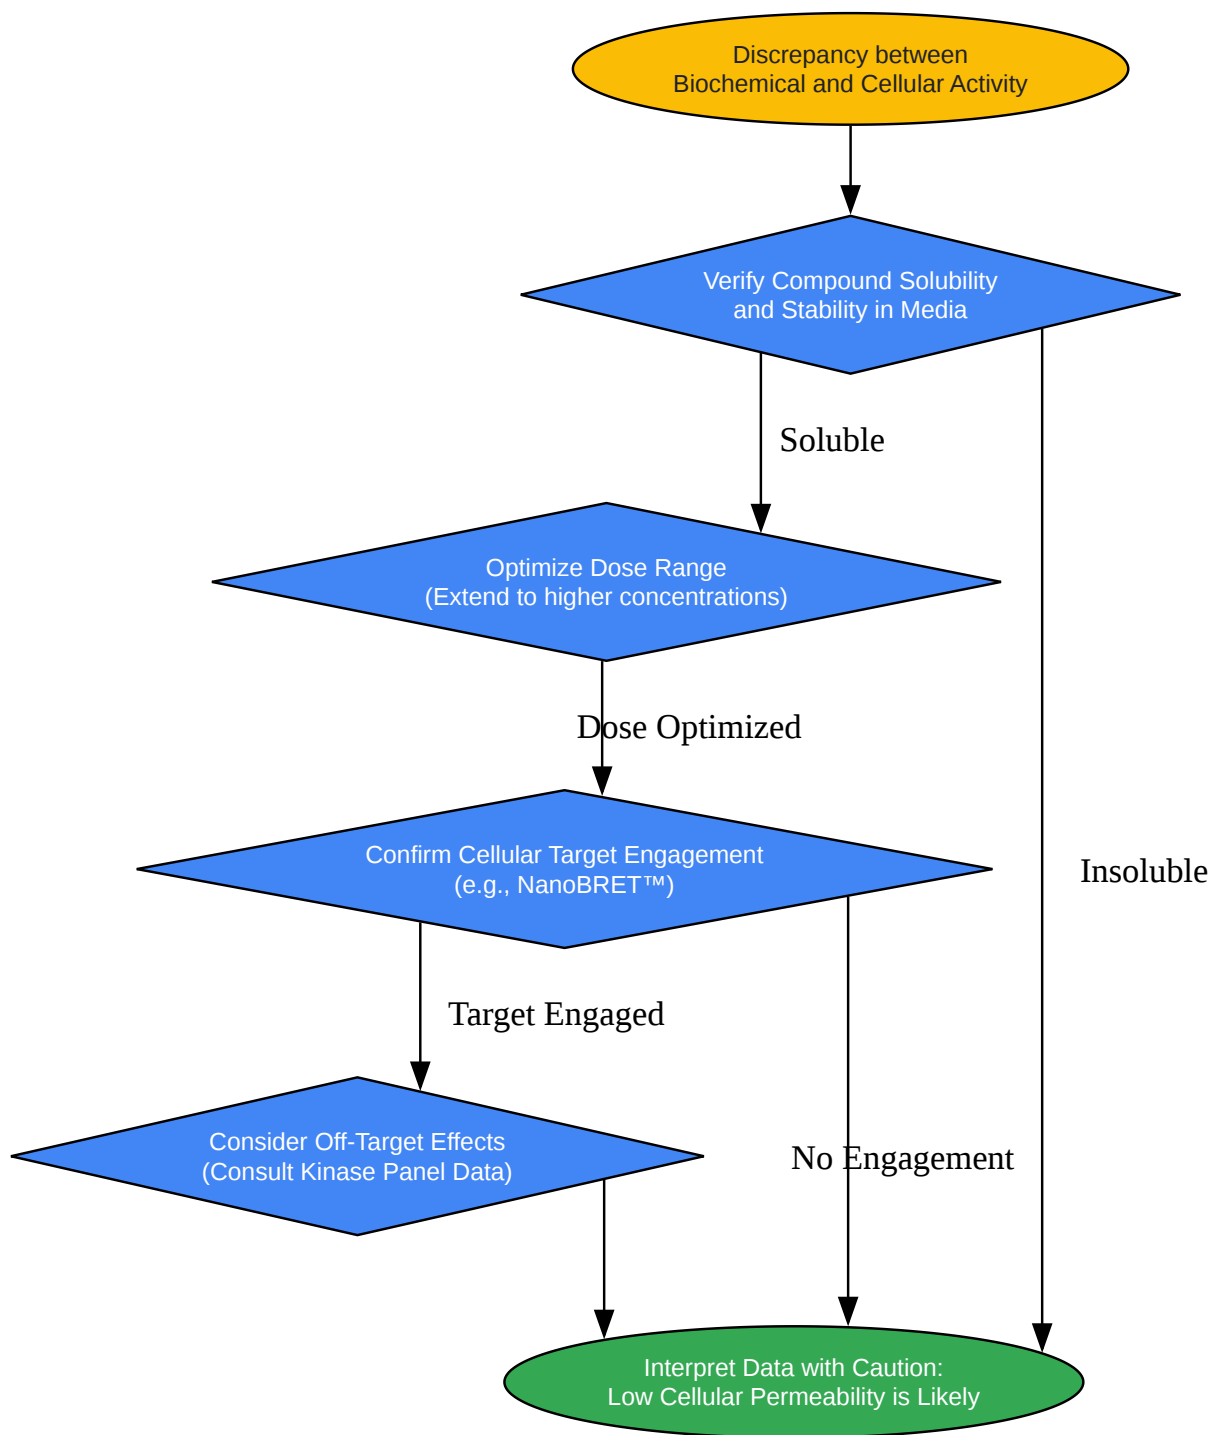 Discrepancy between
Biochemical and Cellular Activity
Verify Compound Solubility
and Stability in Media
Soluble
Optimize Dose Range
(Extend to higher concentrations)
Dose Optimized
Confirm Cellular Target Engagement
(e.g., NanoBRET™)
Insoluble
Target Engaged
Consider Off-Target Effects
(Consult Kinase Panel Data)
No Engagement
Interpret Data with Caution:
Low Cellular Permeability is Likely